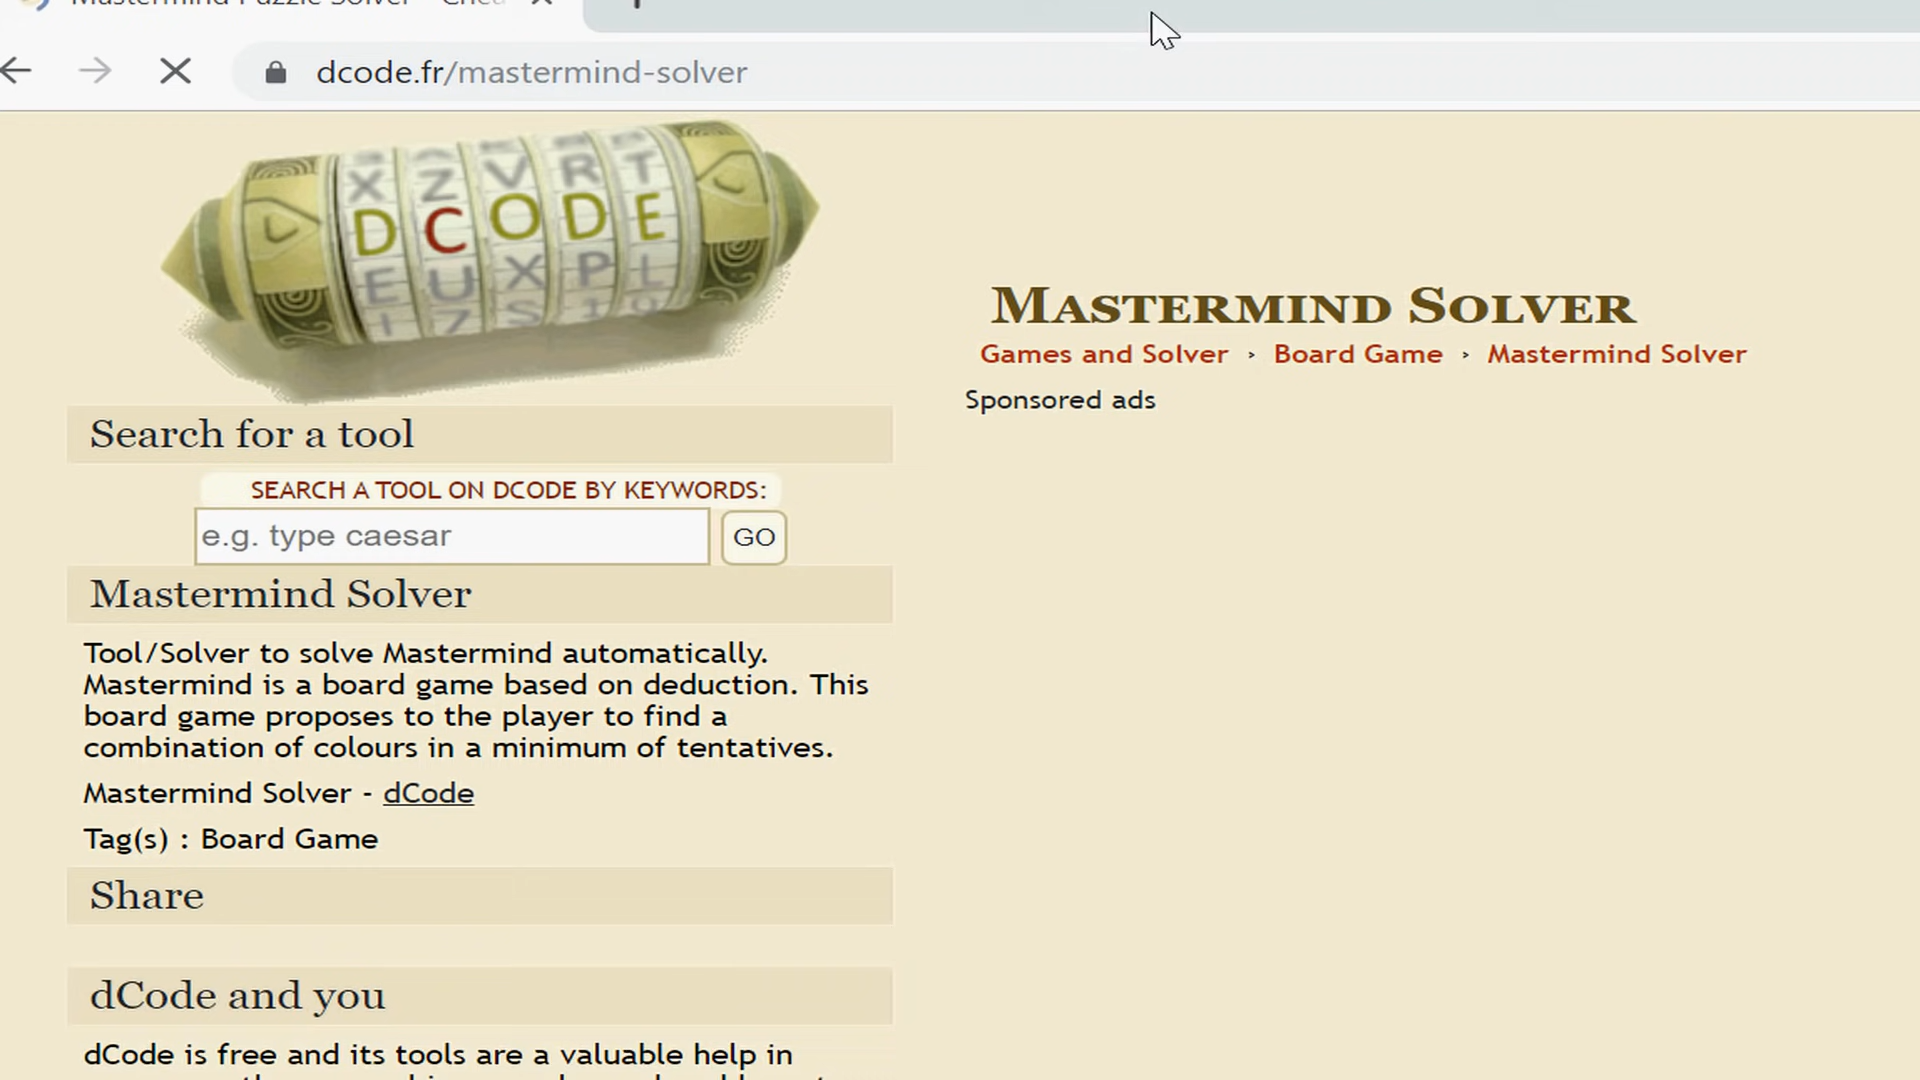 Mastermind Puzzle Solver
dcode.fr/mastermind-solver
X Z V R T
D C O D E
E U X P L
I Z S 1 0
MASTERMIND SOLVER
Games and Solver › Board Game › Mastermind Solver
Sponsored ads
Search for a tool
SEARCH A TOOL ON DCODE BY KEYWORDS:
e.g. type caesar GO
Mastermind Solver
Tool/Solver to solve Mastermind automatically.
Mastermind is a board game based on deduction. This
board game proposes to the player to find a
combination of colours in a minimum of tentatives.
Mastermind Solver - dCode
Tag(s) : Board Game
Share
dCode and you
dCode is free and its tools are a valuable help in